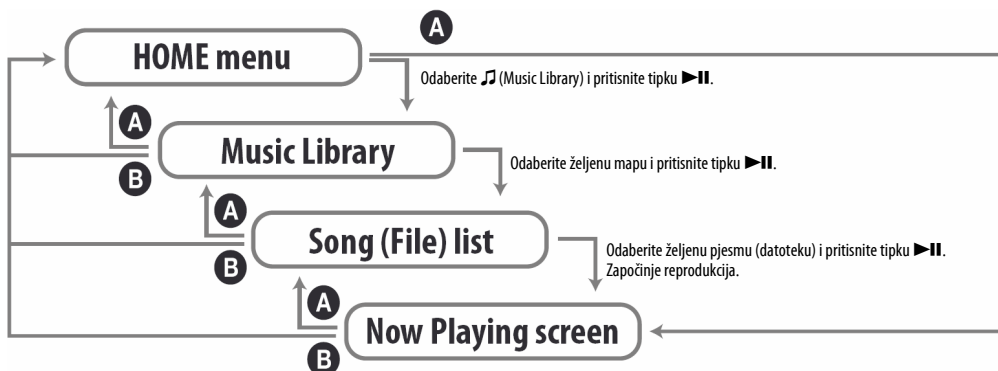 A
HOME menu
Odaberite ♫ (Music Library) i pritisnite tipku ►II.
A
Music Library
B
Odaberite željenu mapu i pritisnite tipku ►II.
A
Song (File) list
B
Odaberite željenu pjesmu (datoteku) i pritisnite tipku ►II.
Započinje reprodukcija.
A
Now Playing screen
B